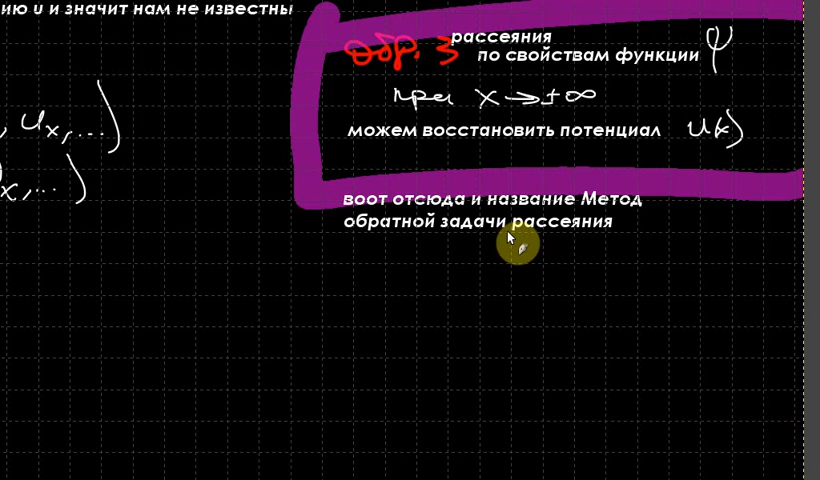 ию u и значит нам не известны
, u_x, ...)
x, ...)
Обр. З рассеяния
по свойствам функции ψ
при x → ±∞
можем восстановить потенциал u(x)
воот отсюда и название Метод
обратной задачи рассеяния